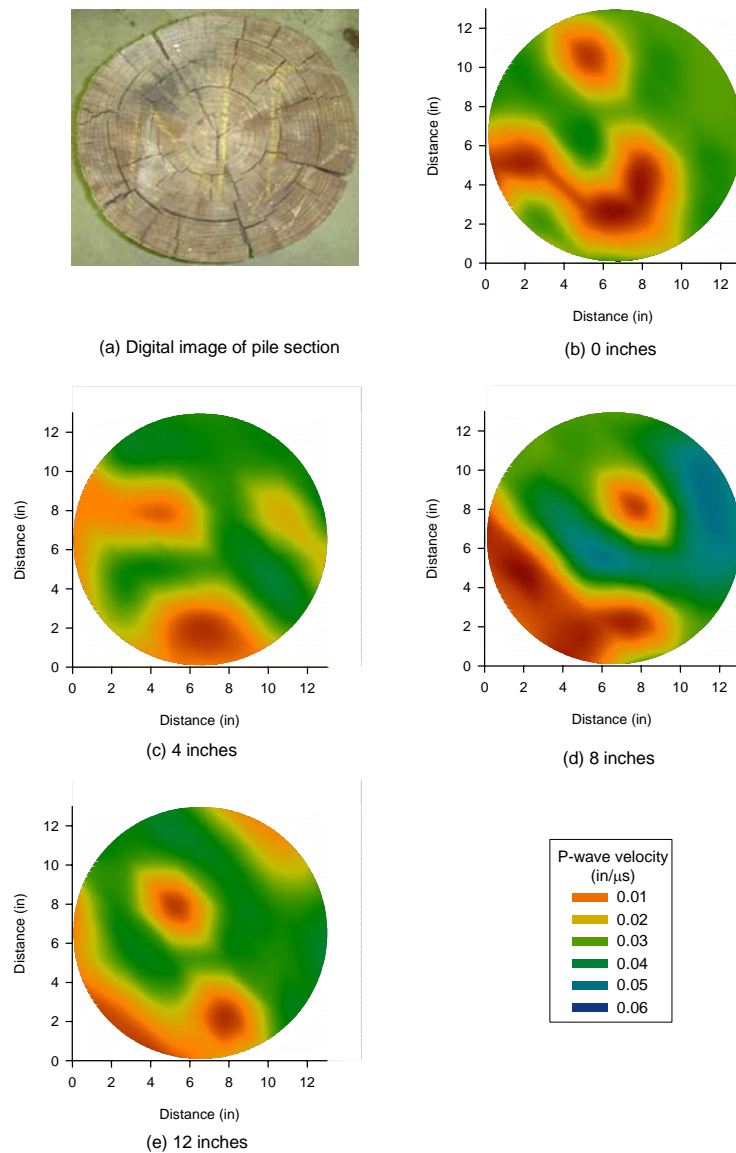 (a) Digital image of pile section
Distance (in)
12
10
8
6
4
2
0
0 2 4 6 8 10 12
Distance (in)
(b) 0 inches
Distance (in)
12
10
8
6
4
2
0
0 2 4 6 8 10 12
Distance (in)
(c) 4 inches
Distance (in)
12
10
8
6
4
2
0
0 2 4 6 8 10 12
Distance (in)
(d) 8 inches
Distance (in)
12
10
8
6
4
2
0
0 2 4 6 8 10 12
Distance (in)
(e) 12 inches
P-wave velocity
(in/μs)
0.01
0.02
0.03
0.04
0.05
0.06